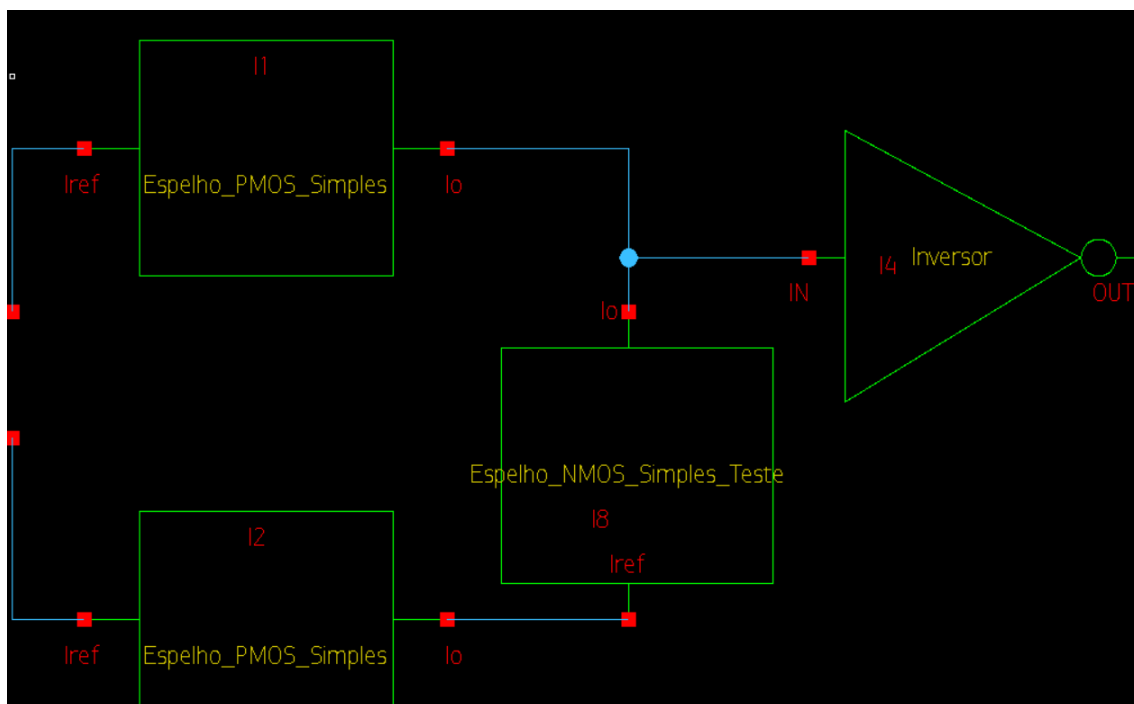 I1
Iref
Espelho_PMOS_Simples
Io
I4
Inversor
IN
OUT
Io
Espelho_NMOS_Simples_Teste
I8
Iref
I2
Iref
Espelho_PMOS_Simples
Io